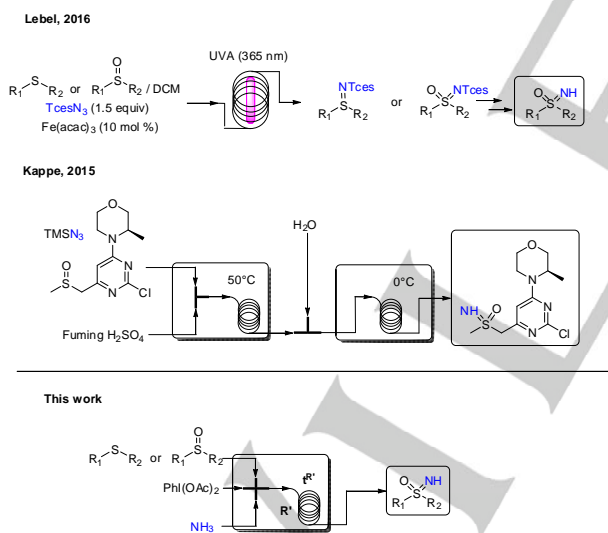 Lebel, 2016
UVA (365 nm)
R1 S R2 or R1 S O R2 / DCM
TcesN3 (1.5 equiv)
Fe(acac)3 (10 mol %)
NTces S R1 R2 or O NTces S R1 R2
O NH S R1 R2
Kappe, 2015
TMSN3
O N N N Cl O S
Fuming H2SO4
50°C
H2O
0°C
O N N N Cl NH O S
This work
R1 S R2 or R1 S O R2
PhI(OAc)2
NH3
tR'
R'
O NH S R1 R2